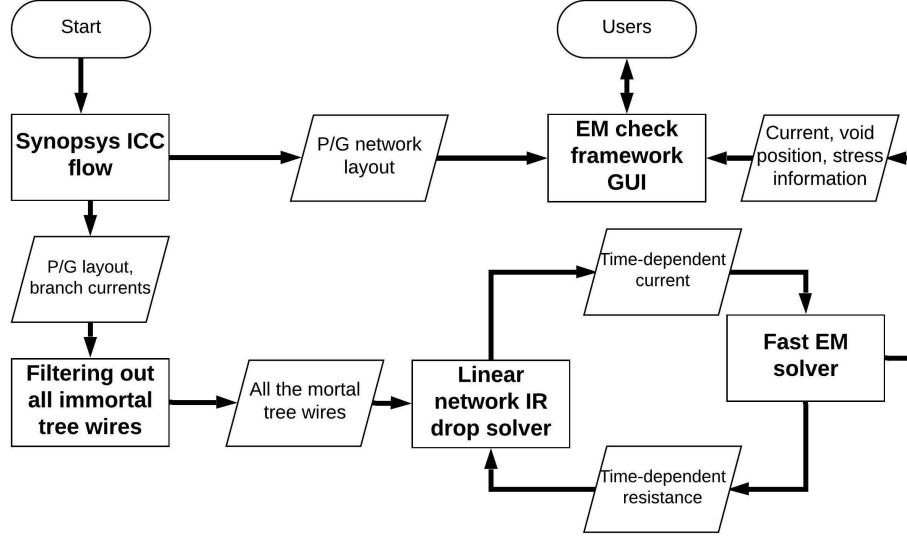 Start
Users
Synopsys ICC
flow
P/G network
layout
EM check
framework
GUI
Current, void
position, stress
information
P/G layout,
branch currents
Time-dependent
current
Fast EM
solver
Filtering out
all immortal
tree wires
All the mortal
tree wires
Linear
network IR
drop solver
Time-dependent
resistance